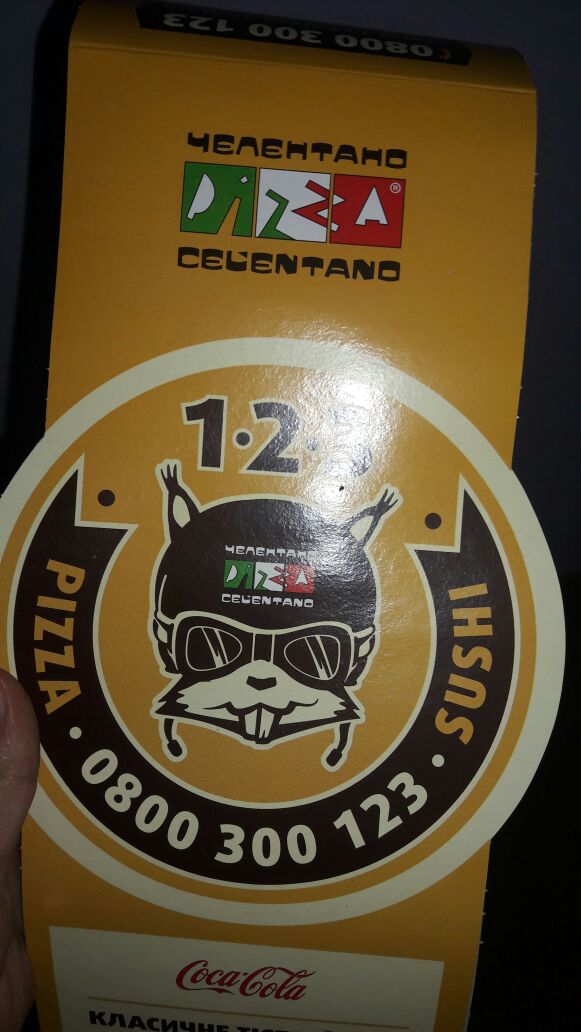 0800 300 123
ЧЕЛЕНТАНО
PIZZA®
CELENTANO
1·2·3
ЧЕЛЕНТАНО
PIZZA
CELENTANO
PIZZA · 0800 300 123 · SUSHI
Coca-Cola
КЛАСИЧНЕ